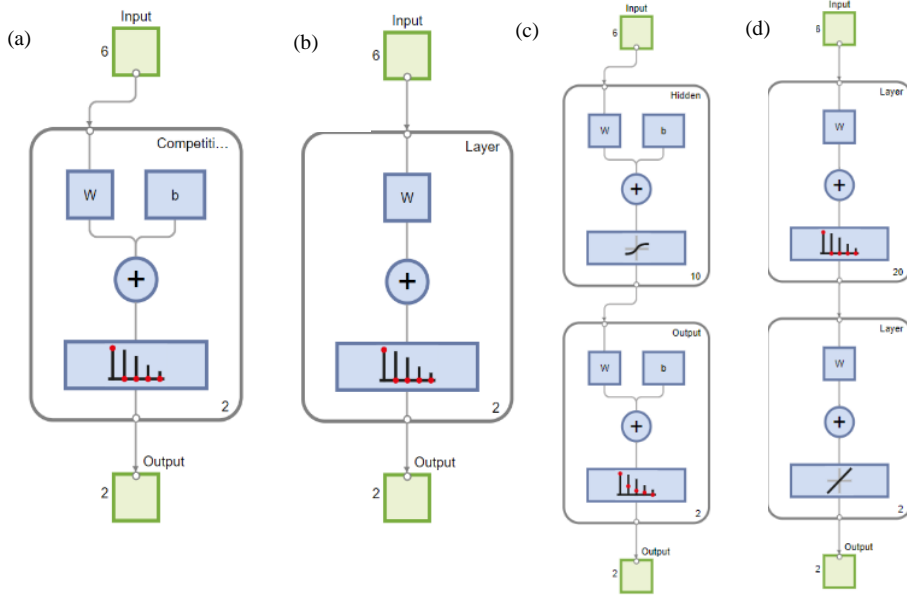 (a)
Input
6
Competiti...
W
b
+
2
Output
2
(b)
Input
6
Layer
W
+
2
Output
2
(c)
Input
6
Hidden
W
b
+
10
Output
W
b
+
2
Output
2
(d)
Input
6
Layer
W
+
20
Layer
W
+
2
Output
2